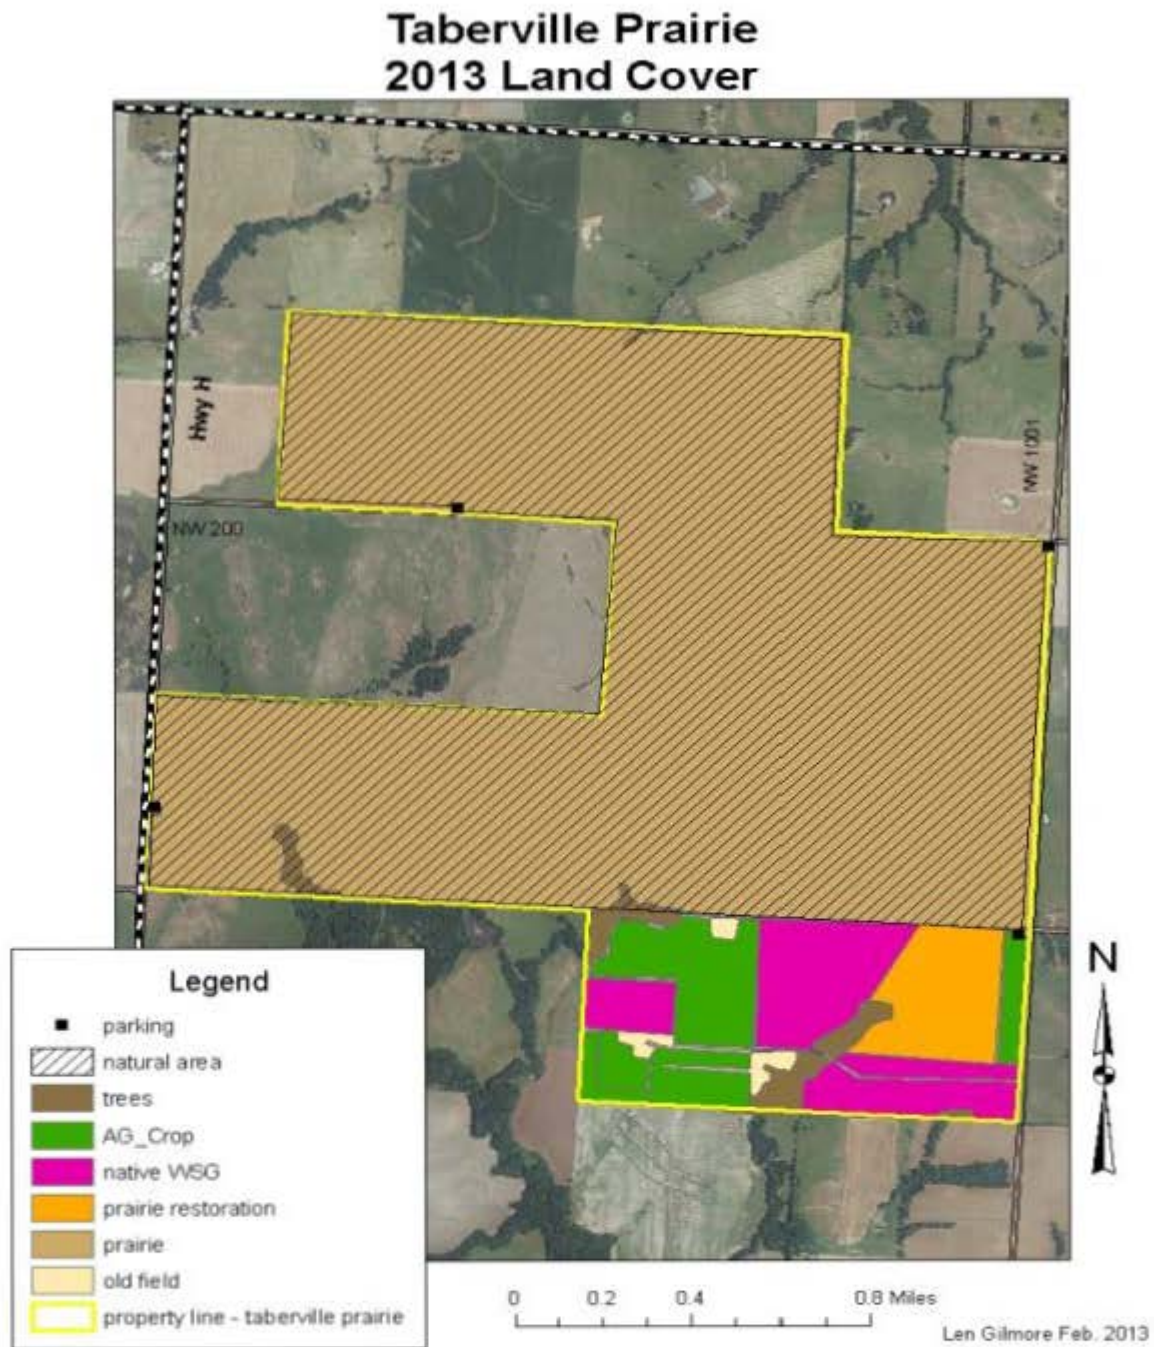 Taberville Prairie
2013 Land Cover
Hwy H
NW 1001
NW 200
Legend
parking
natural area
trees
AG_Crop
native WSG
prairie restoration
prairie
old field
property line - taberville prairie
N
0 0.2 0.4 0.8 Miles
Len Gilmore Feb. 2013